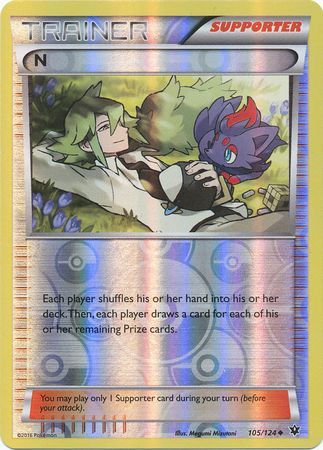 TRAINER
SUPPORTER
N
Each player shuffles his or her hand into his or her
deck.Then, each player draws a card for each of his
or her remaining Prize cards.
You may play only 1 Supporter card during your turn (before
your attack).
©2016 Pokémon
Illus. Megumi Mizutani
105/124